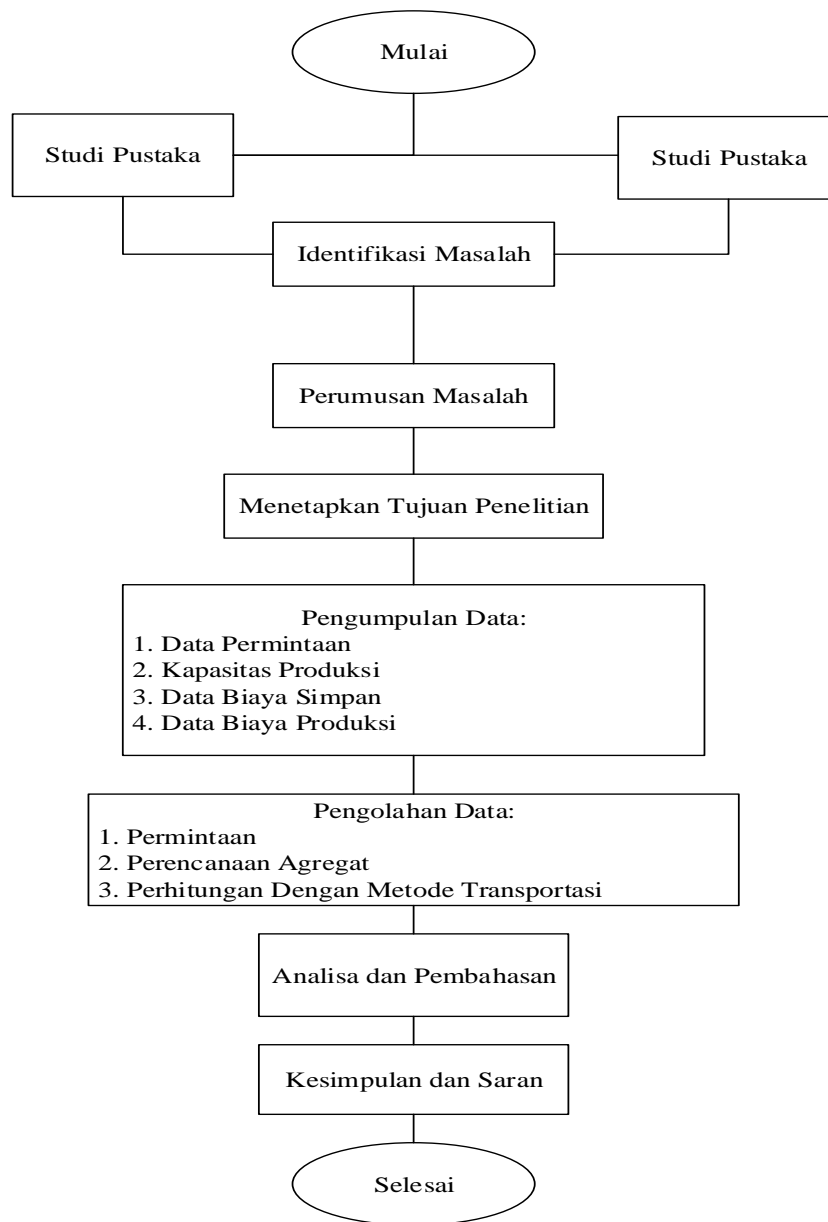 Mulai
Studi Pustaka
Studi Pustaka
Identifikasi Masalah
Perumusan Masalah
Menetapkan Tujuan Penelitian
Pengumpulan Data:
1. Data Permintaan
2. Kapasitas Produksi
3. Data Biaya Simpan
4. Data Biaya Produksi
Pengolahan Data:
1. Permintaan
2. Perencanaan Agregat
3. Perhitungan Dengan Metode Transportasi
Analisa dan Pembahasan
Kesimpulan dan Saran
Selesai